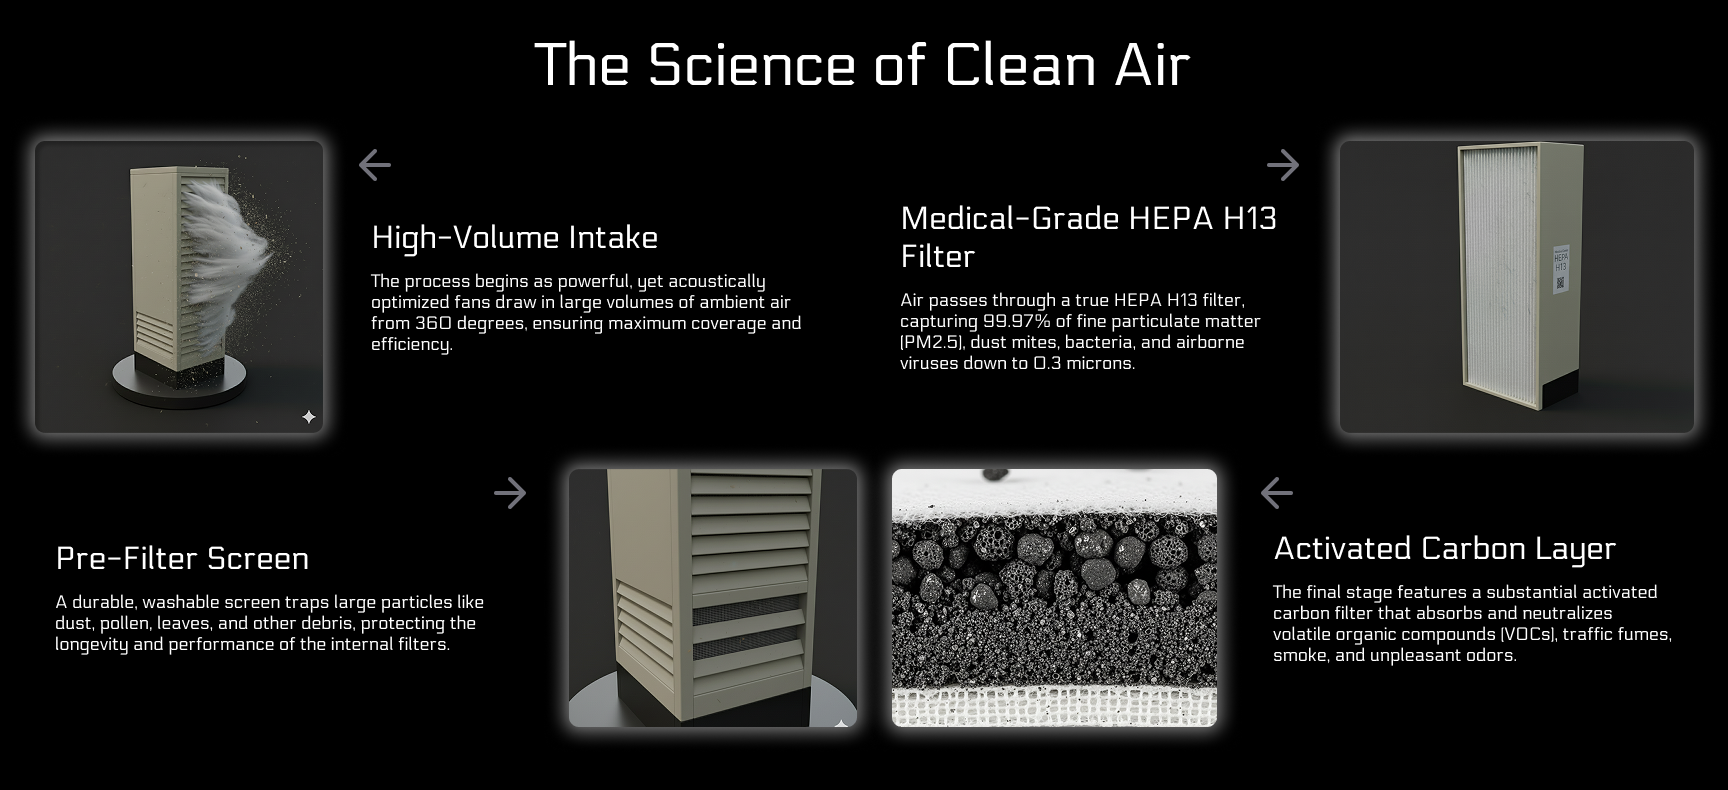 The Science of Clean Air
High-Volume Intake
The process begins as powerful, yet acoustically
optimized fans draw in large volumes of ambient air
from 360 degrees, ensuring maximum coverage and
efficiency.
Medical-Grade HEPA H13
Filter
Air passes through a true HEPA H13 filter,
capturing 99.97% of fine particulate matter
(PM2.5), dust mites, bacteria, and airborne
viruses down to 0.3 microns.
HEPA
H13
Pre-Filter Screen
A durable, washable screen traps large particles like
dust, pollen, leaves, and other debris, protecting the
longevity and performance of the internal filters.
Activated Carbon Layer
The final stage features a substantial activated
carbon filter that absorbs and neutralizes
volatile organic compounds (VOCs), traffic fumes,
smoke, and unpleasant odors.